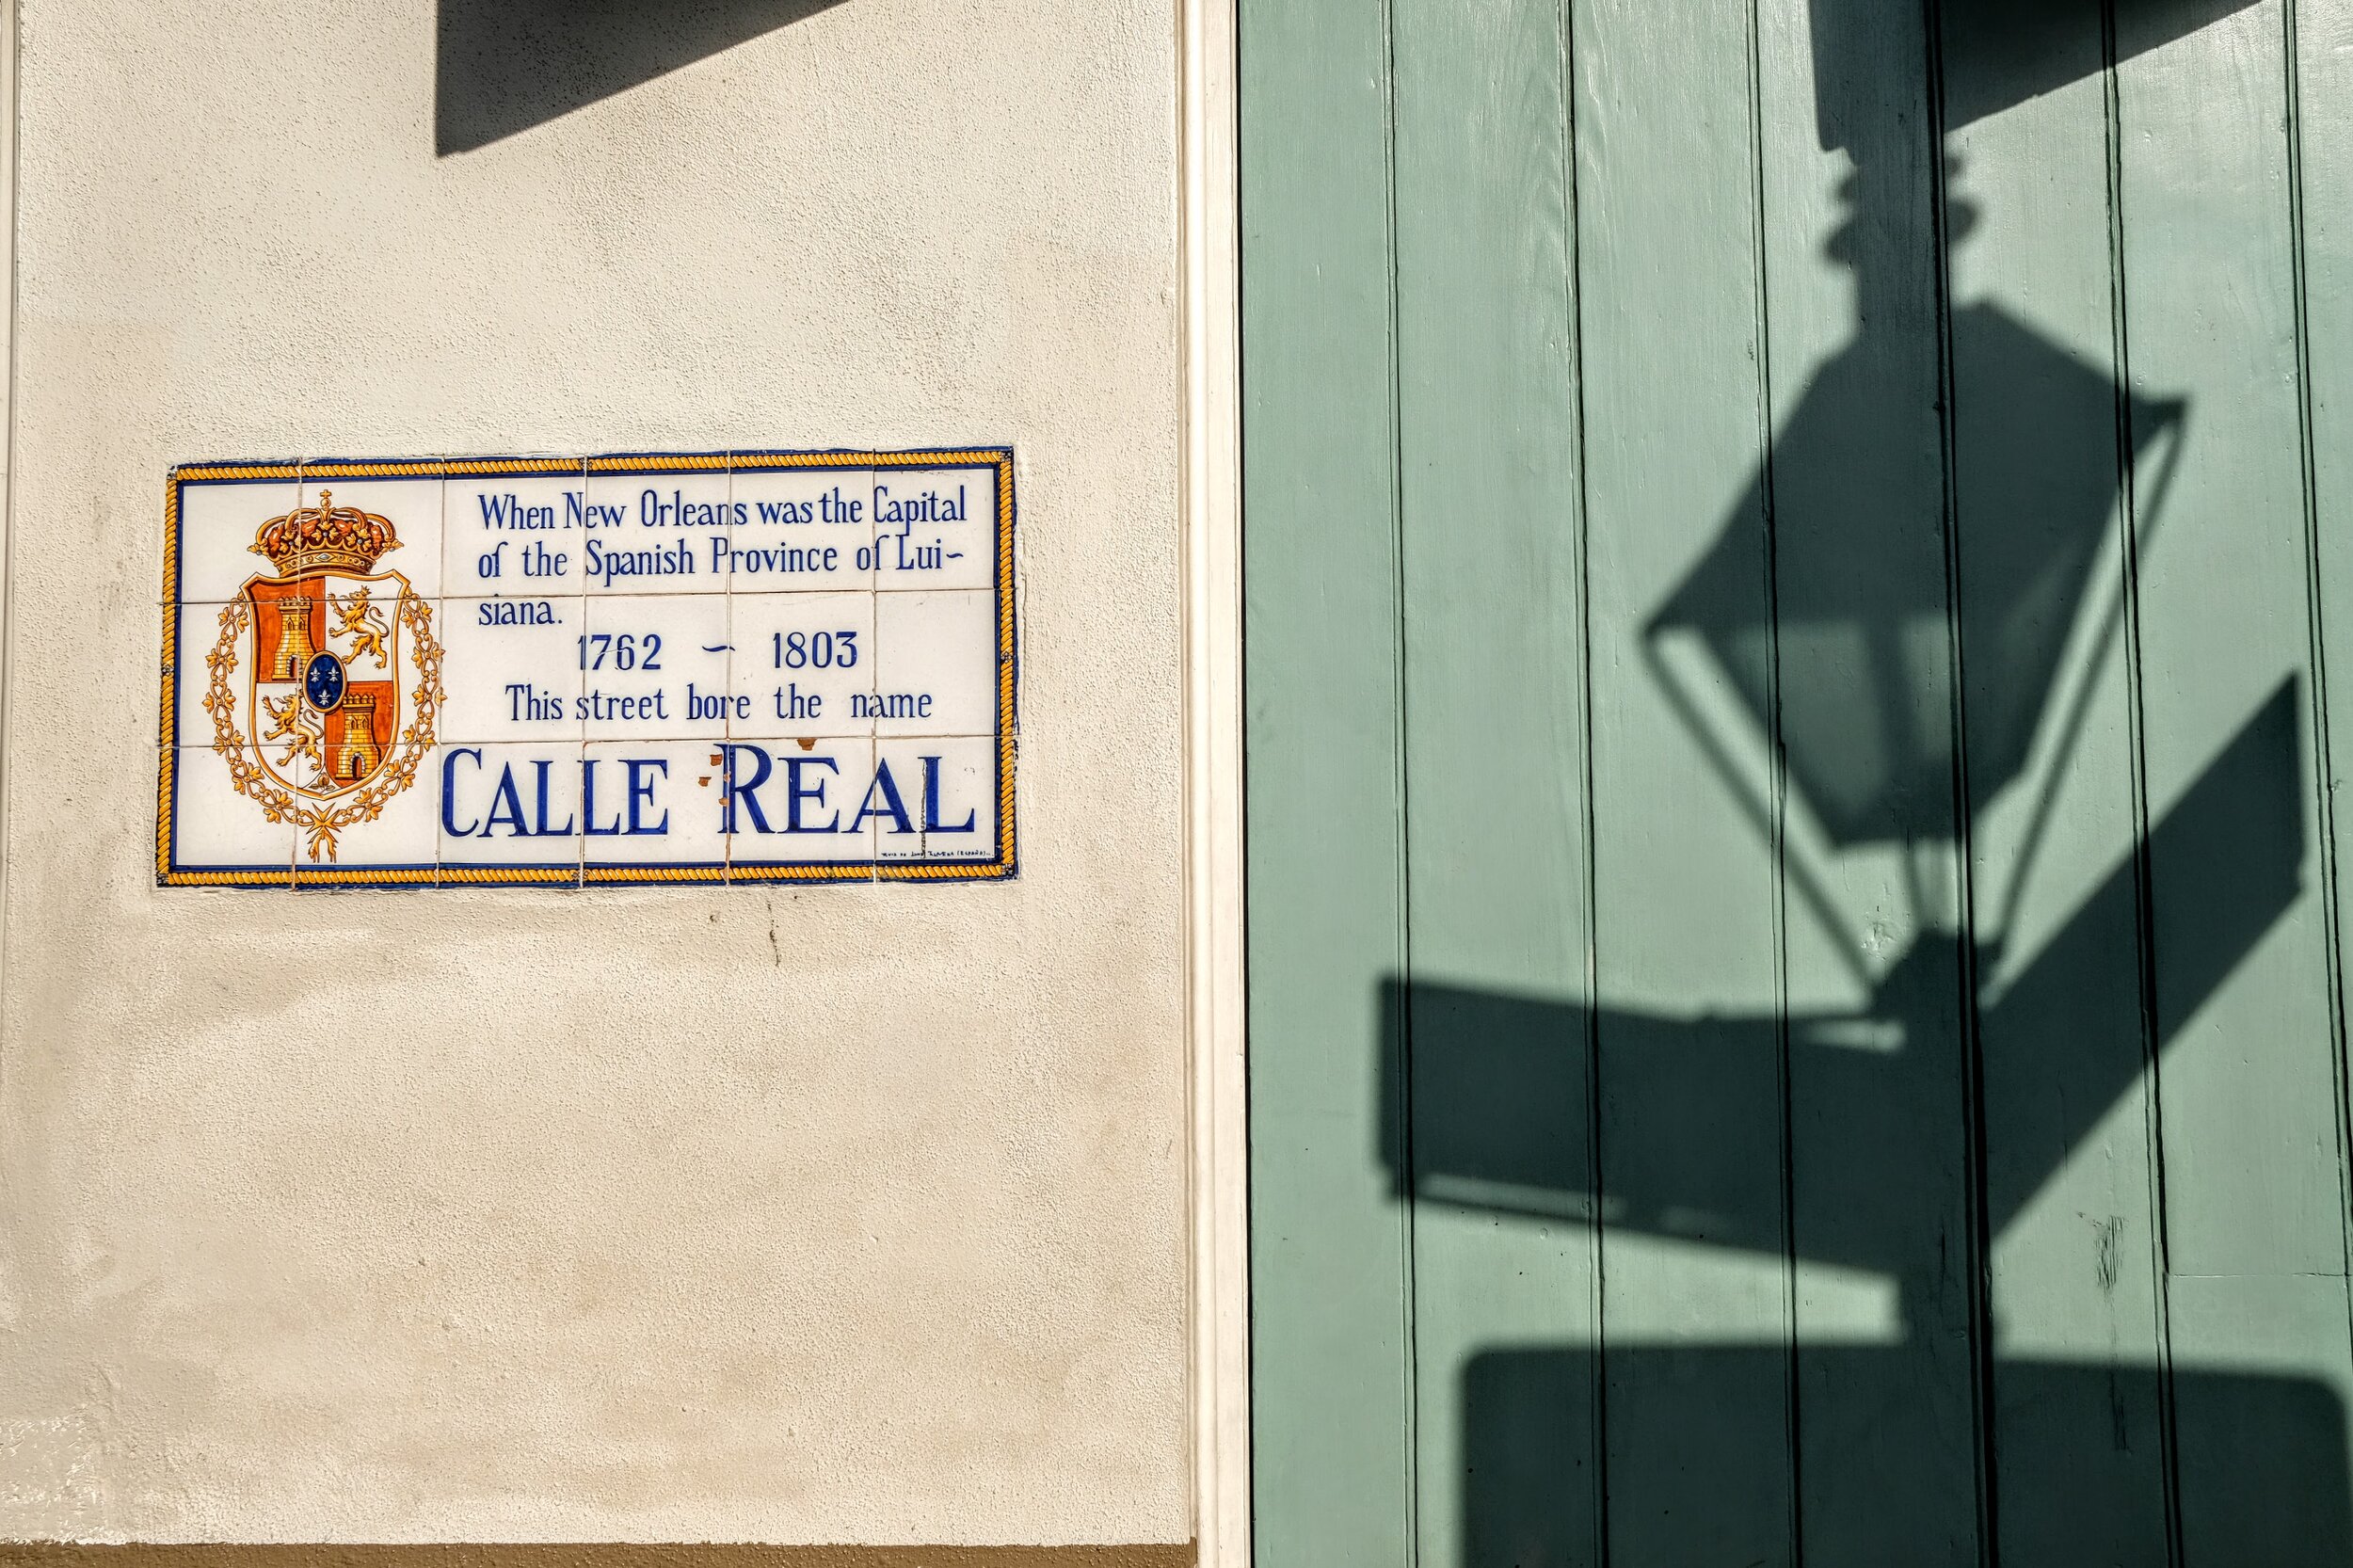 When New Orleans was the Capital
of the Spanish Province of Lui~
siana.
1762 ~ 1803
This street bore the name
CALLE REAL